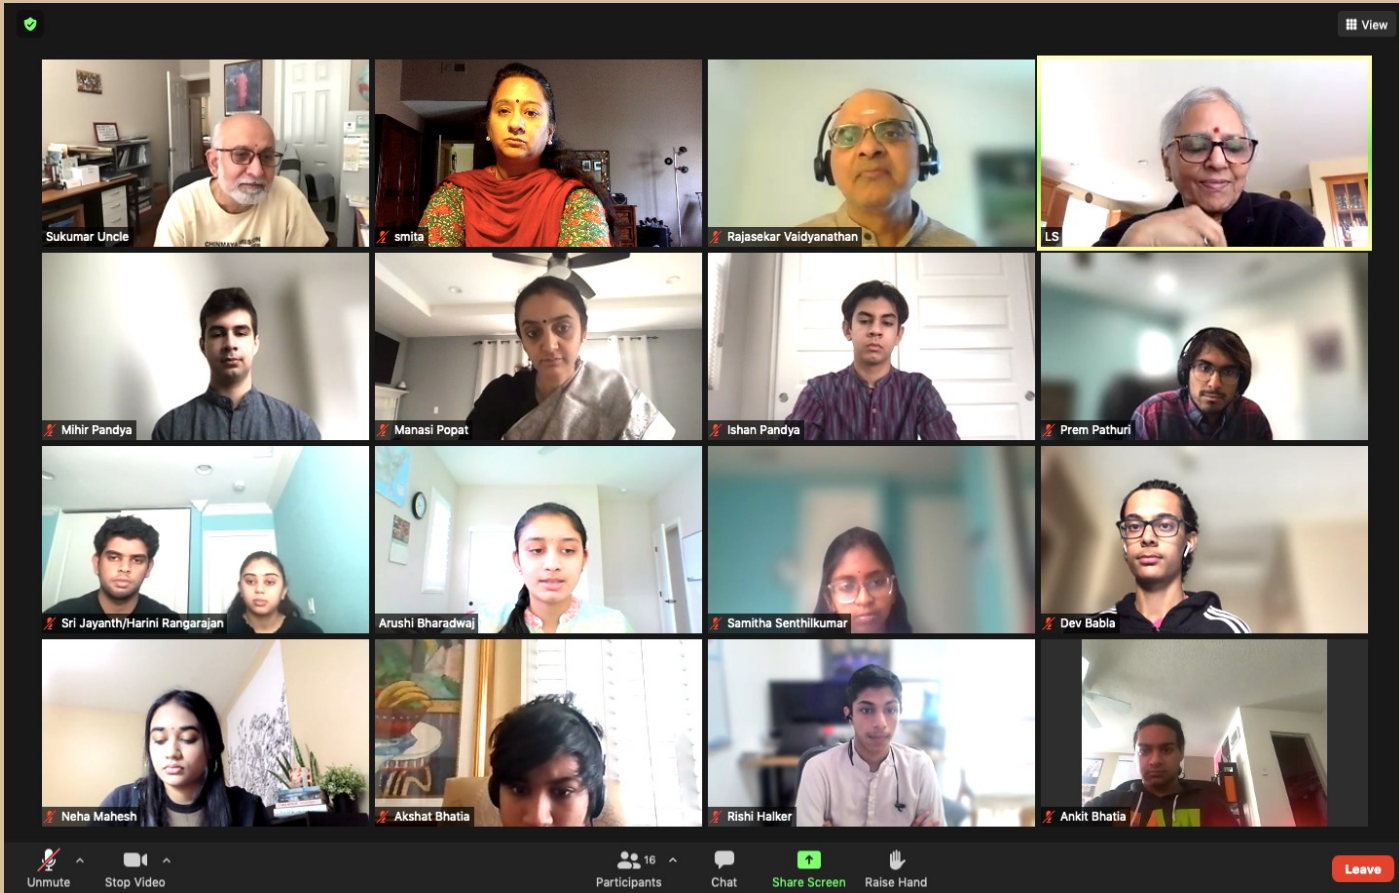 View
Sukumar Uncle
CHINMAYA MISSION
smita
Rajasekar Vaidyanathan
LS
Mihir Pandya
Manasi Popat
Ishan Pandya
Prem Pathuri
Sri Jayanth/Harini Rangarajan
Arushi Bharadwaj
Samitha Senthilkumar
Dev Babla
Neha Mahesh
Akshat Bhatia
Rishi Halker
Ankit Bhatia
Unmute
Stop Video
16
Participants
Chat
Share Screen
Raise Hand
Leave